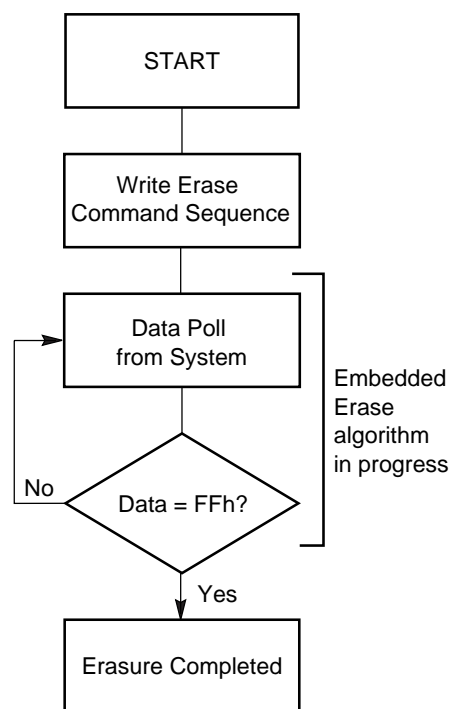 START
Write Erase
Command Sequence
Data Poll
from System
Embedded
Erase
algorithm
in progress
No
Data = FFh?
Yes
Erasure Completed